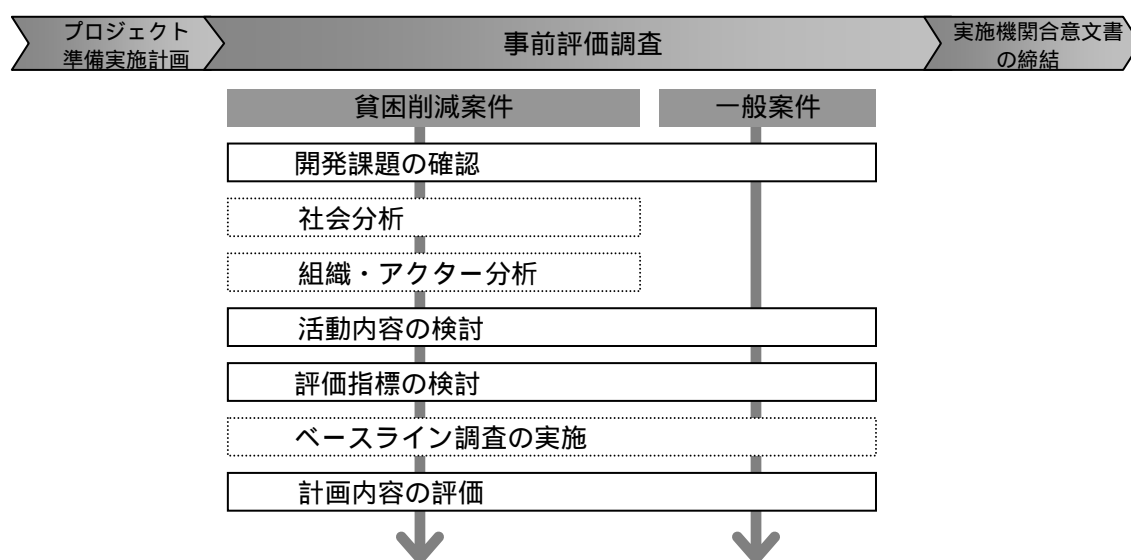 プロジェクト
準備実施計画
事前評価調査
実施機関合意文書
の締結
貧困削減案件
一般案件
開発課題の確認
社会分析
組織・アクター分析
活動内容の検討
評価指標の検討
ベースライン調査の実施
計画内容の評価